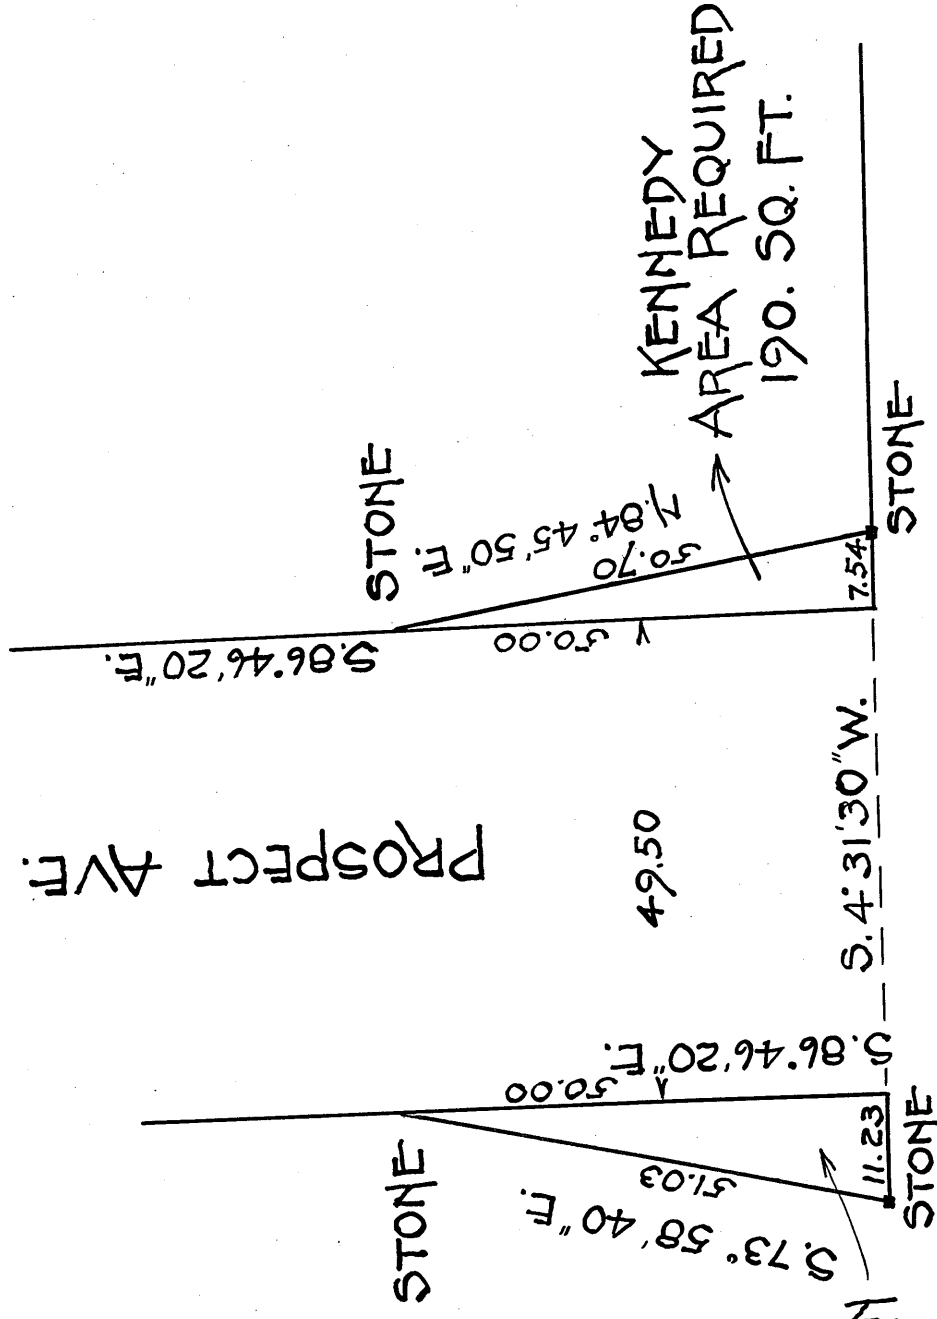 KENNEDY
AREA REQUIRED
190. SQ. FT.
STONE
STONE
N.84°45'50"E.
50.70
7.54
S.86°46'20"E.
50.00
PROSPECT AVE.
49.50
S.4°31'30"W.
S.86°46'20"E.
50.00
11.23
STONE
STONE
51.03
S.73°58'40"E.